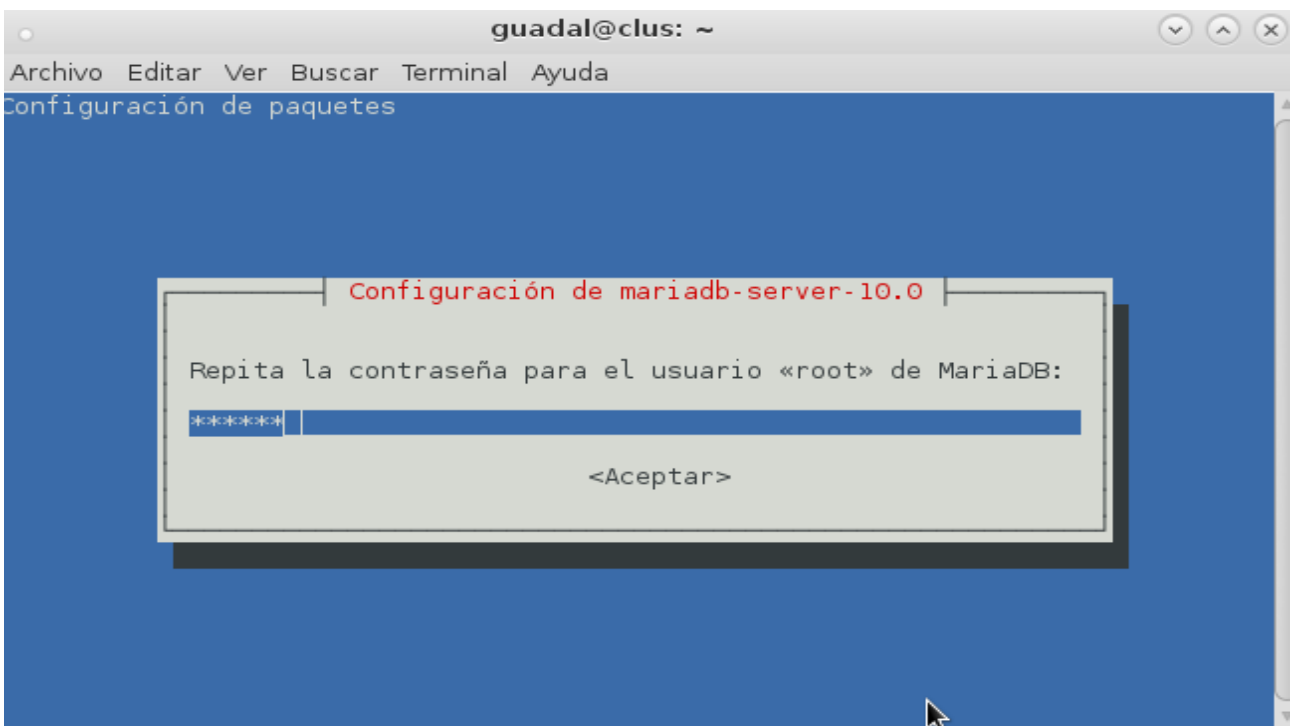 guadal@clus: ~
Archivo Editar Ver Buscar Terminal Ayuda
Configuración de paquetes
Configuración de mariadb-server-10.0
Repita la contraseña para el usuario «root» de MariaDB:
******
<Aceptar>